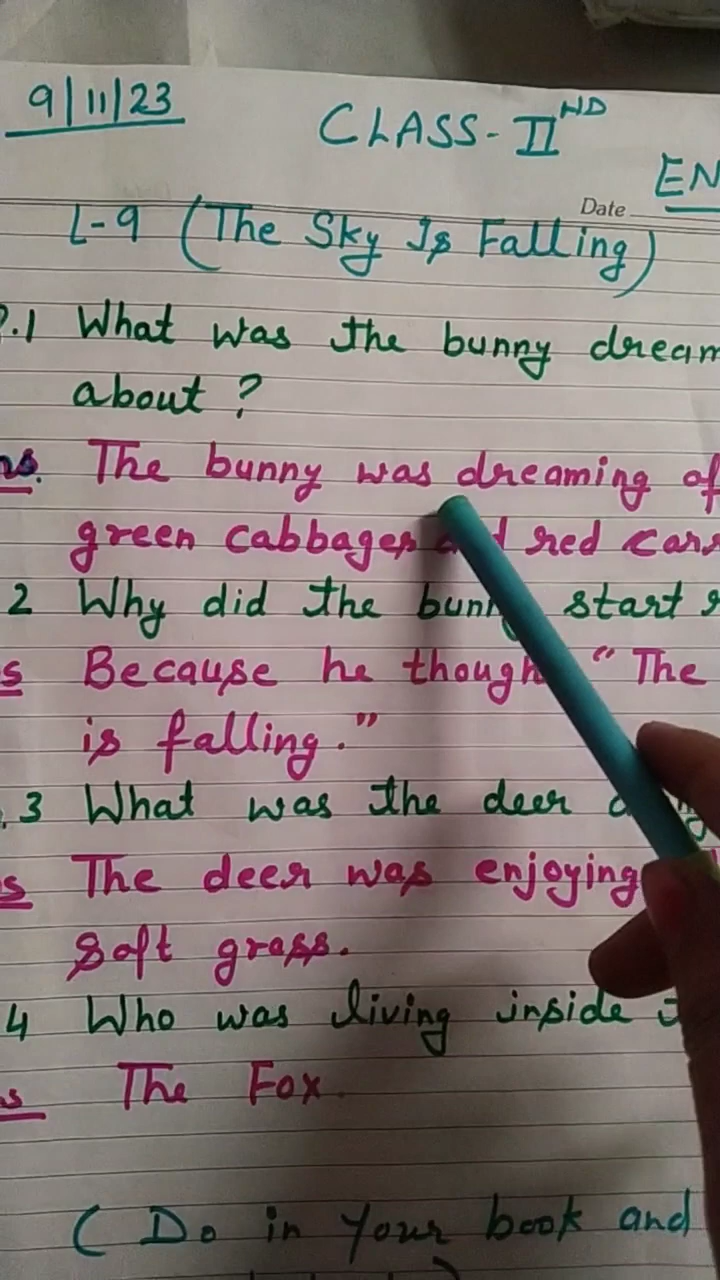 9/11/23
CLASS-II ND
EN
Date
L-9 (The Sky Is Falling)
.1 What was the bunny dream
about ?
ns. The bunny was dreaming of
green cabbages and red car
2 Why did the bunny start
s Because he though "The
is falling."
.3 What was the deer
s The deer was enjoying
soft grass.
4 Who was living inside
s The Fox
( Do in your book and